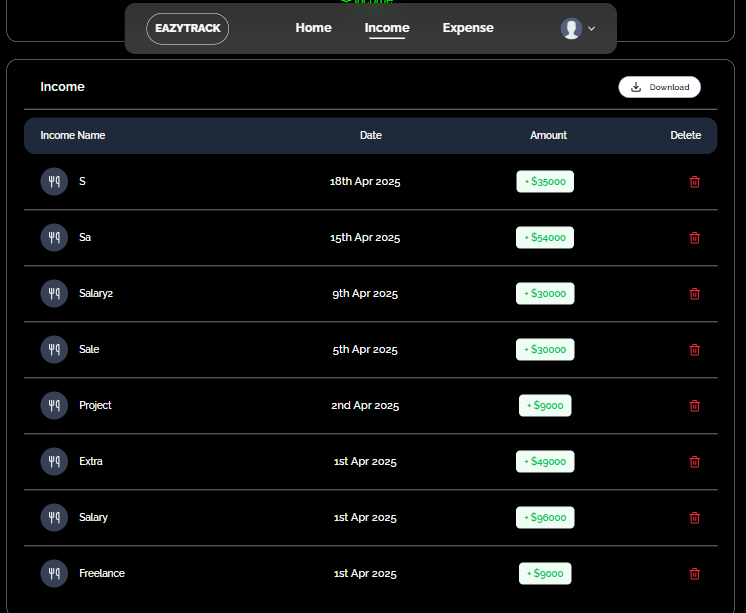 Income
EAZYTRACK Home Income Expense
Income Download
Income Name Date Amount Delete
S 18th Apr 2025 + $35000
Sa 15th Apr 2025 + $54000
Salary2 9th Apr 2025 + $30000
Sale 5th Apr 2025 + $30000
Project 2nd Apr 2025 + $9000
Extra 1st Apr 2025 + $49000
Salary 1st Apr 2025 + $96000
Freelance 1st Apr 2025 + $9000